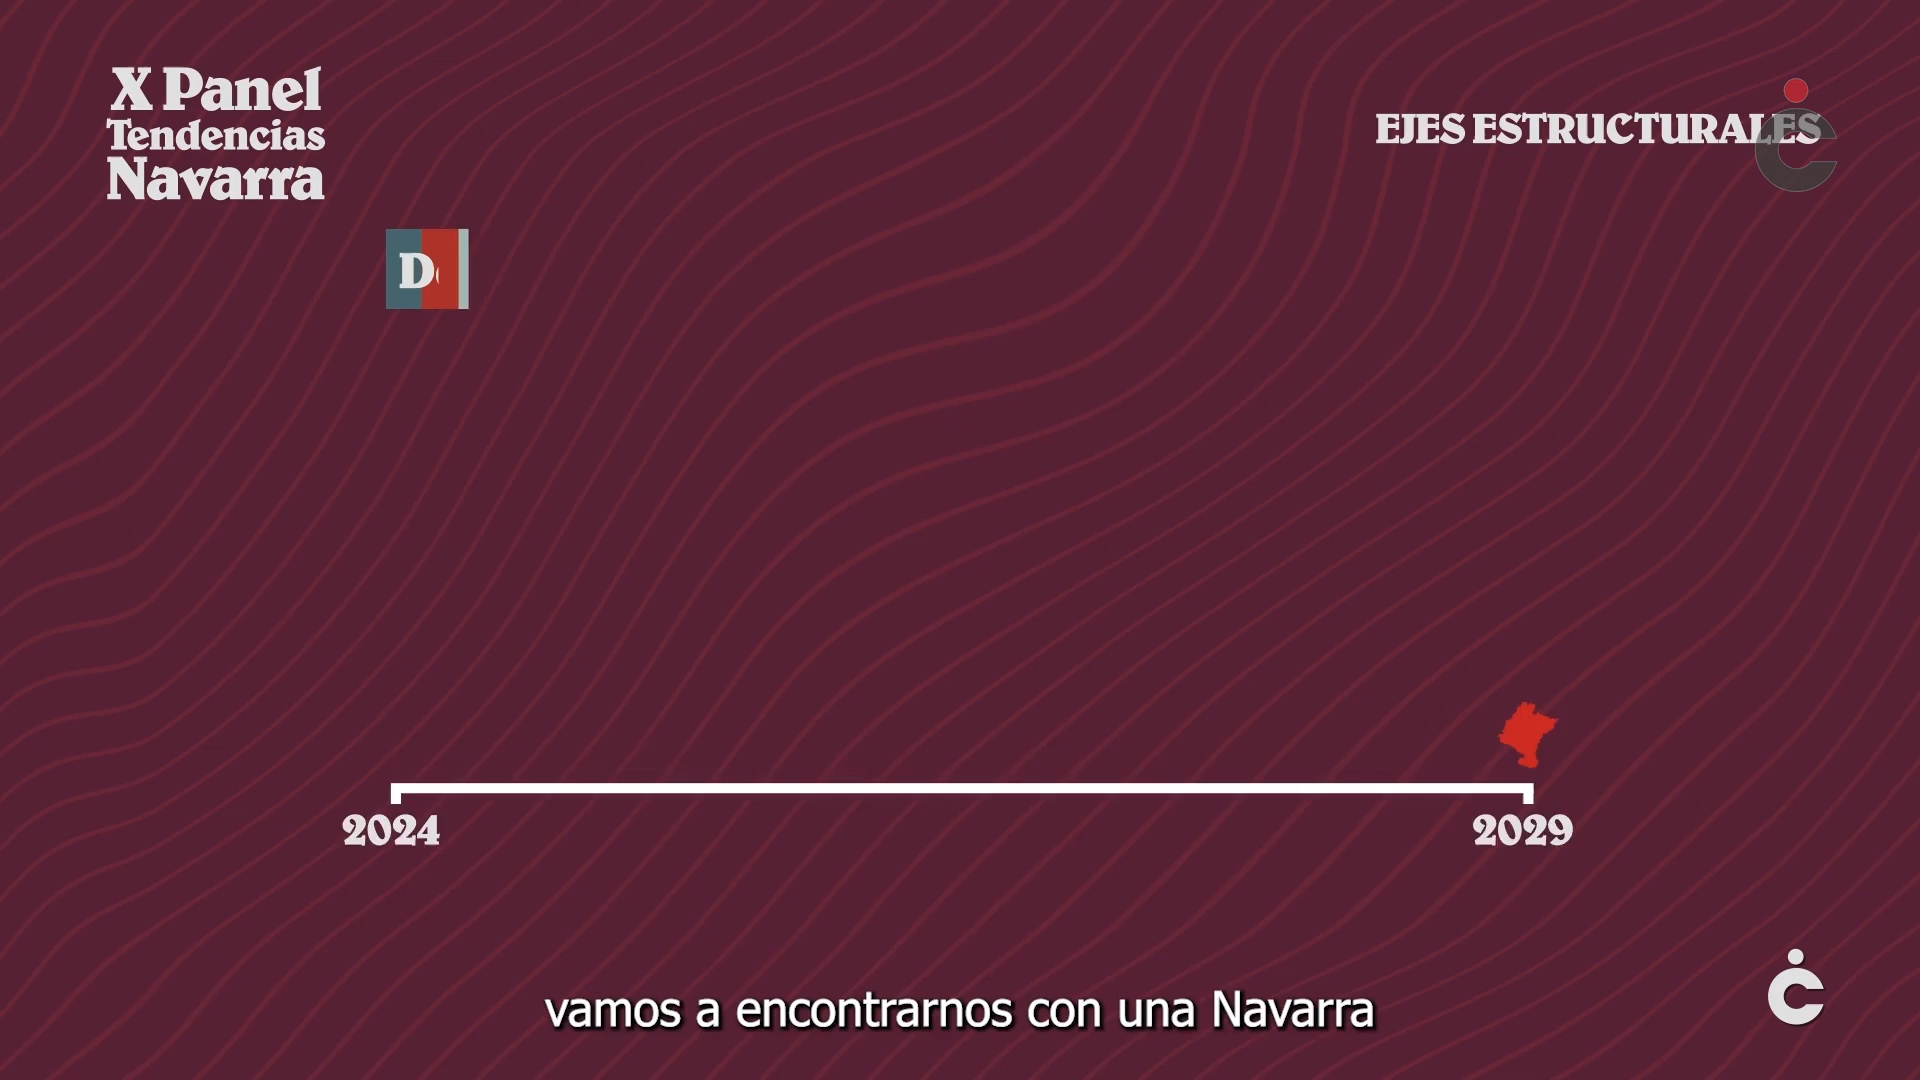 X Panel
Tendencias
Navarra
EJES ESTRUCTURALES
D
2024
2029
vamos a encontrarnos con una Navarra